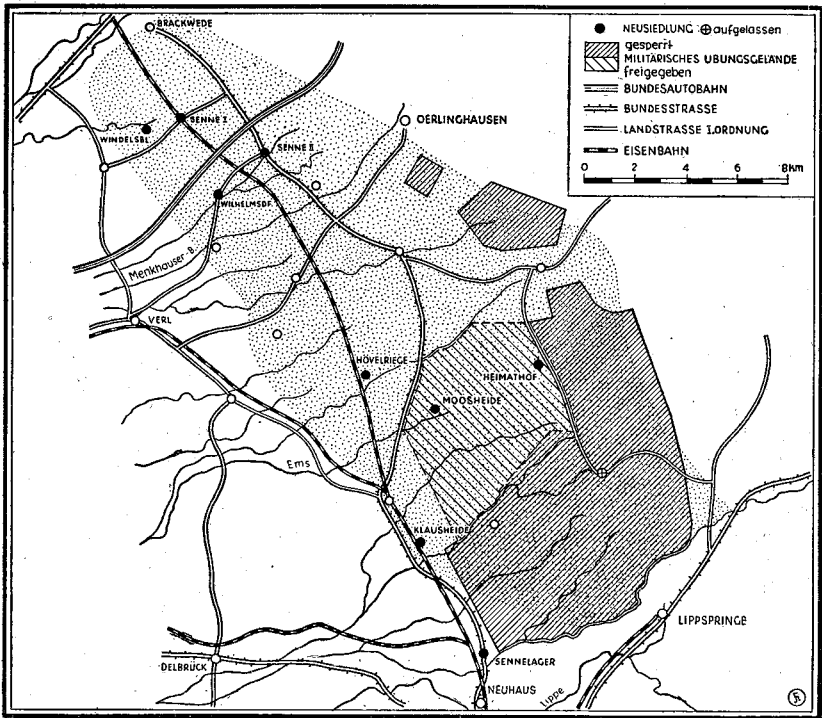 BRACKWEDE
NEUSIEDLUNG aufgelassen
gesperrt
MILITÄRISCHES ÜBUNGSGELÄNDE
freigegeben
BUNDESAUTOBAHN
BUNDESSTRASSE
LANDSTRASSE I.ORDNUNG
EISENBAHN
0 2 4 6 8km
OERLINGHAUSEN
SENNE I
WINDELSBL.
SENNE II
WILHELMSDF.
Menkhauser-B.
VERL
HÖVELRIEGE
HEIMATHOF
MOOSHEIDE
Ems
KLAUSHEIDE
LIPPSPRINGE
SENNELAGER
DELBRÜCK
NEUHAUS
Lippe